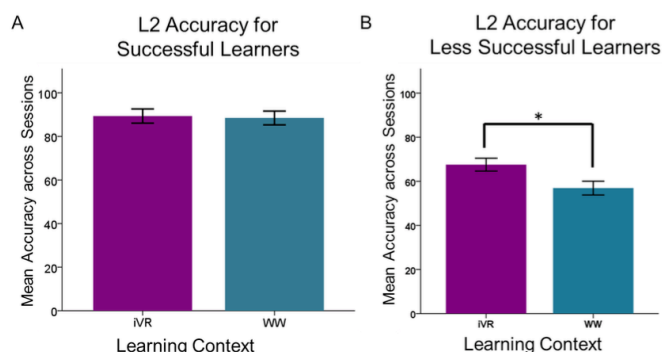 A
L2 Accuracy for
Successful Learners
Mean Accuracy across Sessions
100
80
60
40
20
0
iVR
WW
Learning Context
B
L2 Accuracy for
Less Successful Learners
Mean Accuracy across Sessions
100
80
60
40
20
0
*
iVR
WW
Learning Context